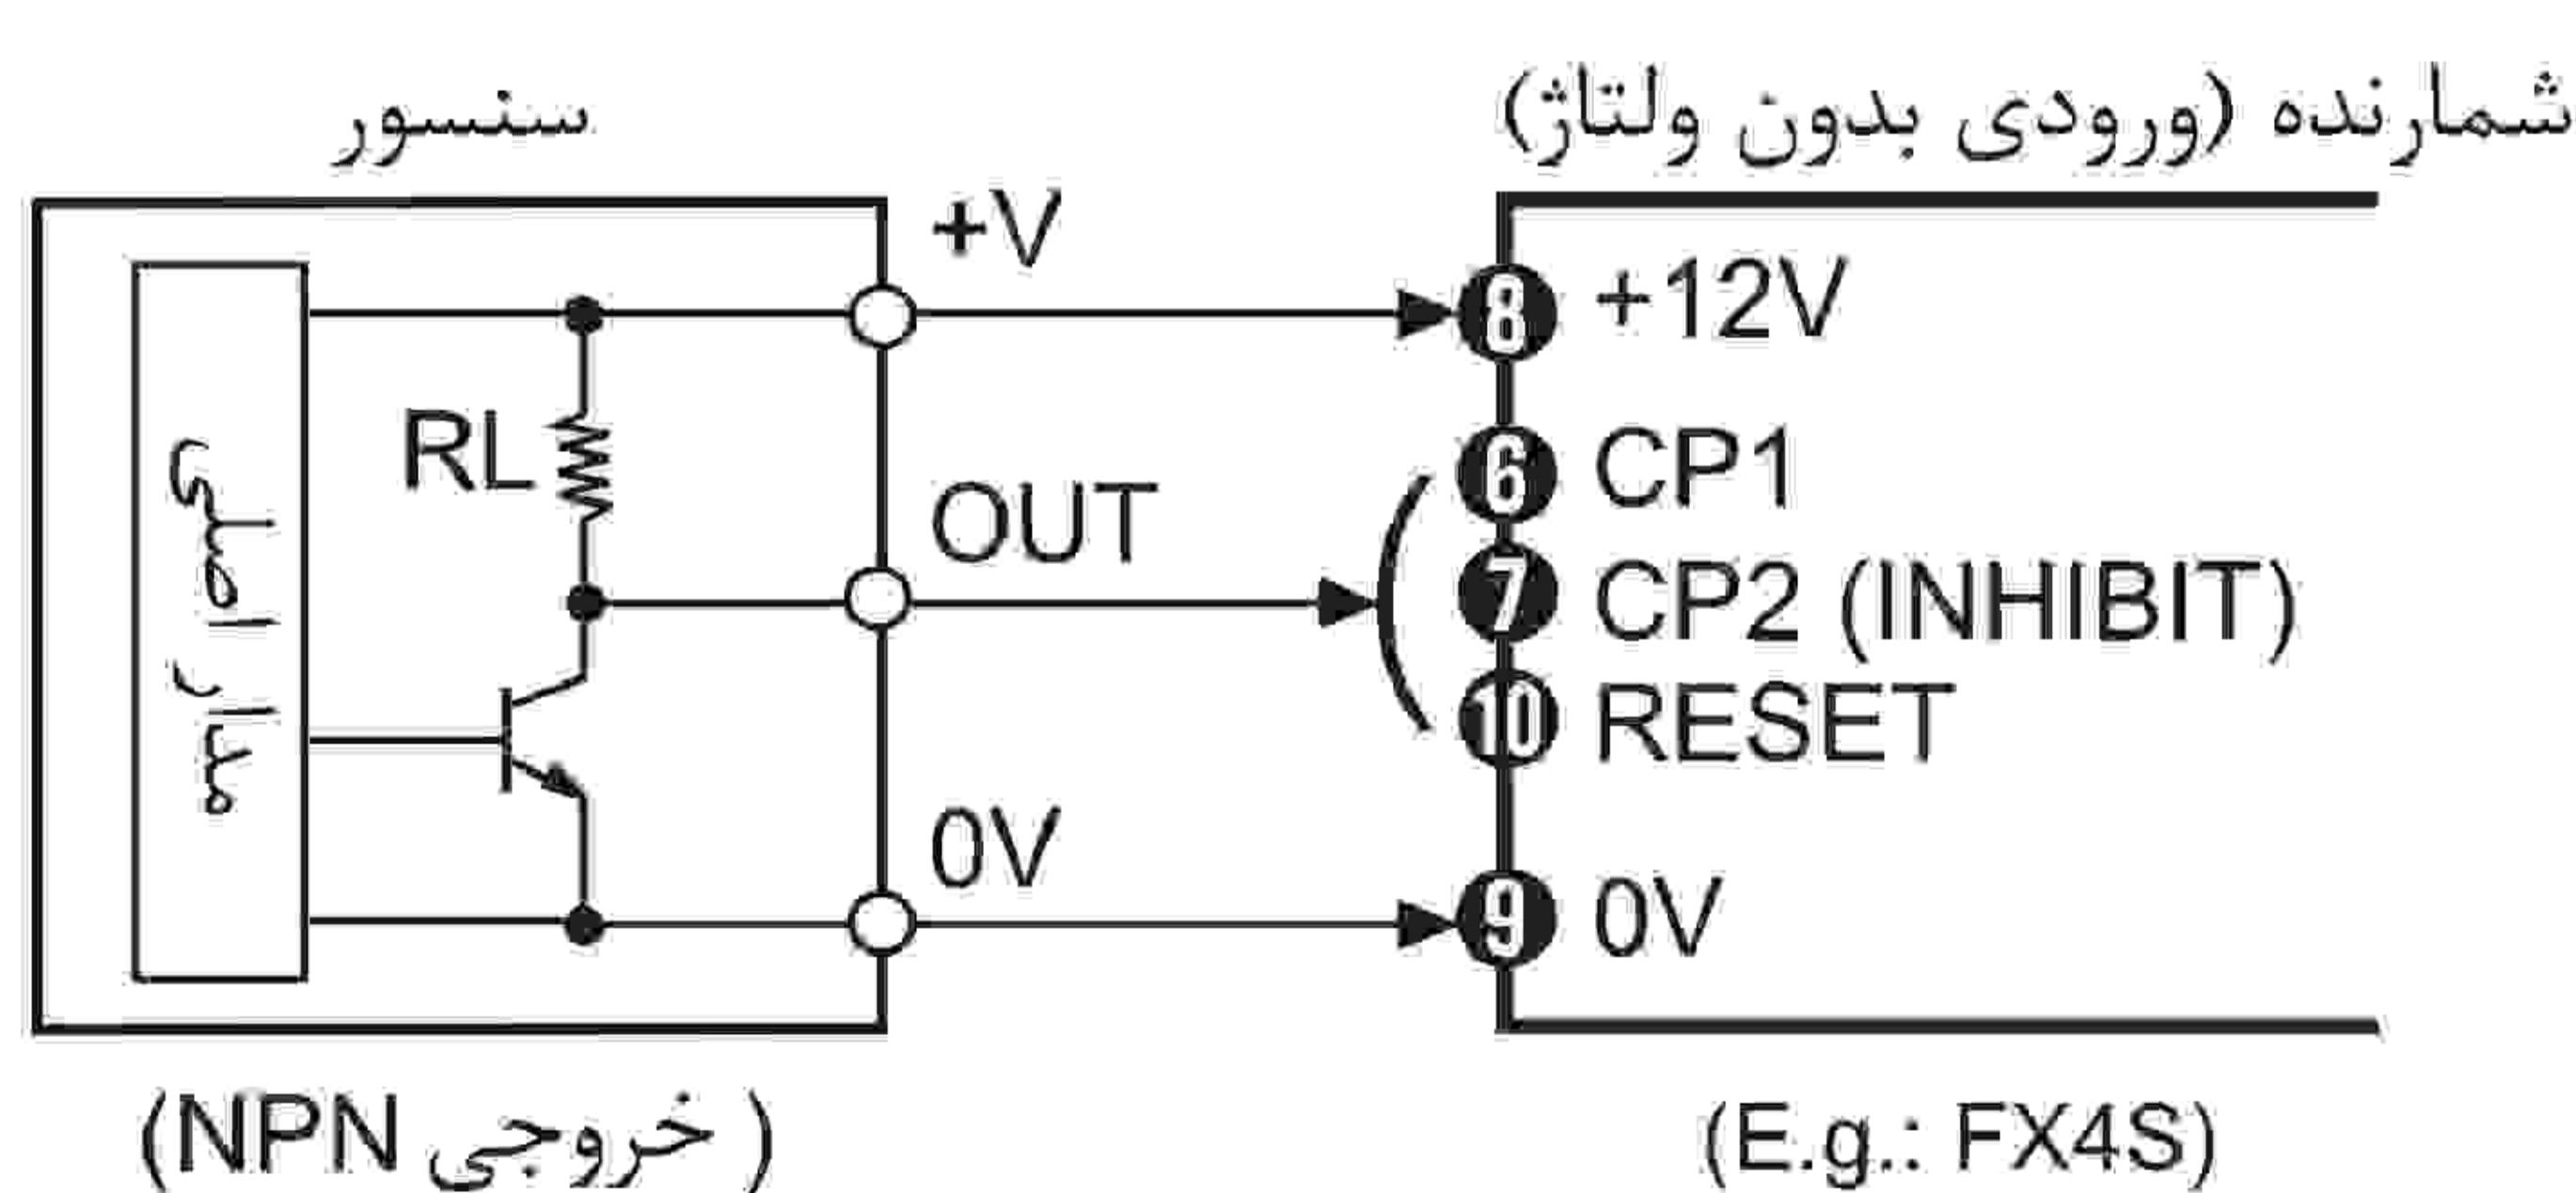 سنسور
شمارنده (ورودی بدون ولتاژ)
+V
8 +12V
RL
مدار اصلی
OUT
6 CP1
7 CP2 (INHIBIT)
10 RESET
0V
9 0V
(خروجی NPN)
(E.g.: FX4S)